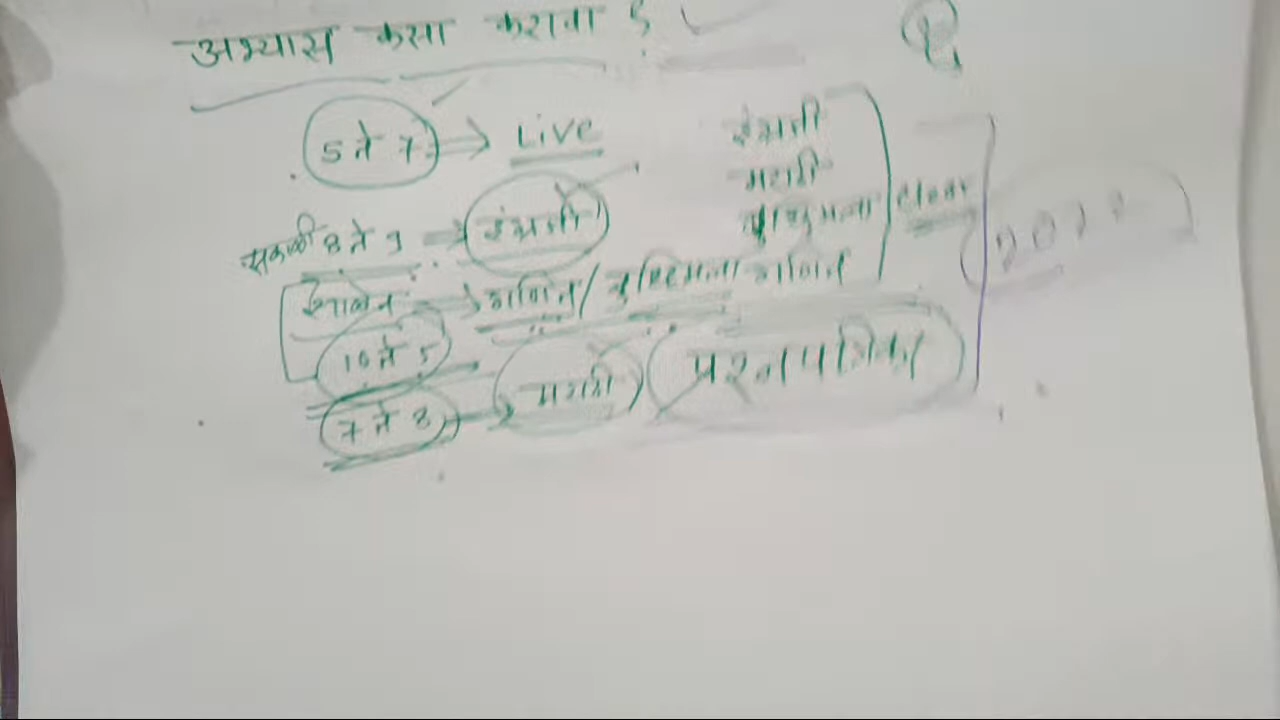 अभ्यास कसा करावा ?
5 ते 7 ⇒ Live
इंग्रजी
मराठी
सकाळी 8 ते 9 ⇒ इंग्रजी
शाळेत → गणित / बुद्धिमत्ता गणित
10 ते 5
7 ते 8 → मराठी प्रश्नपत्रिका